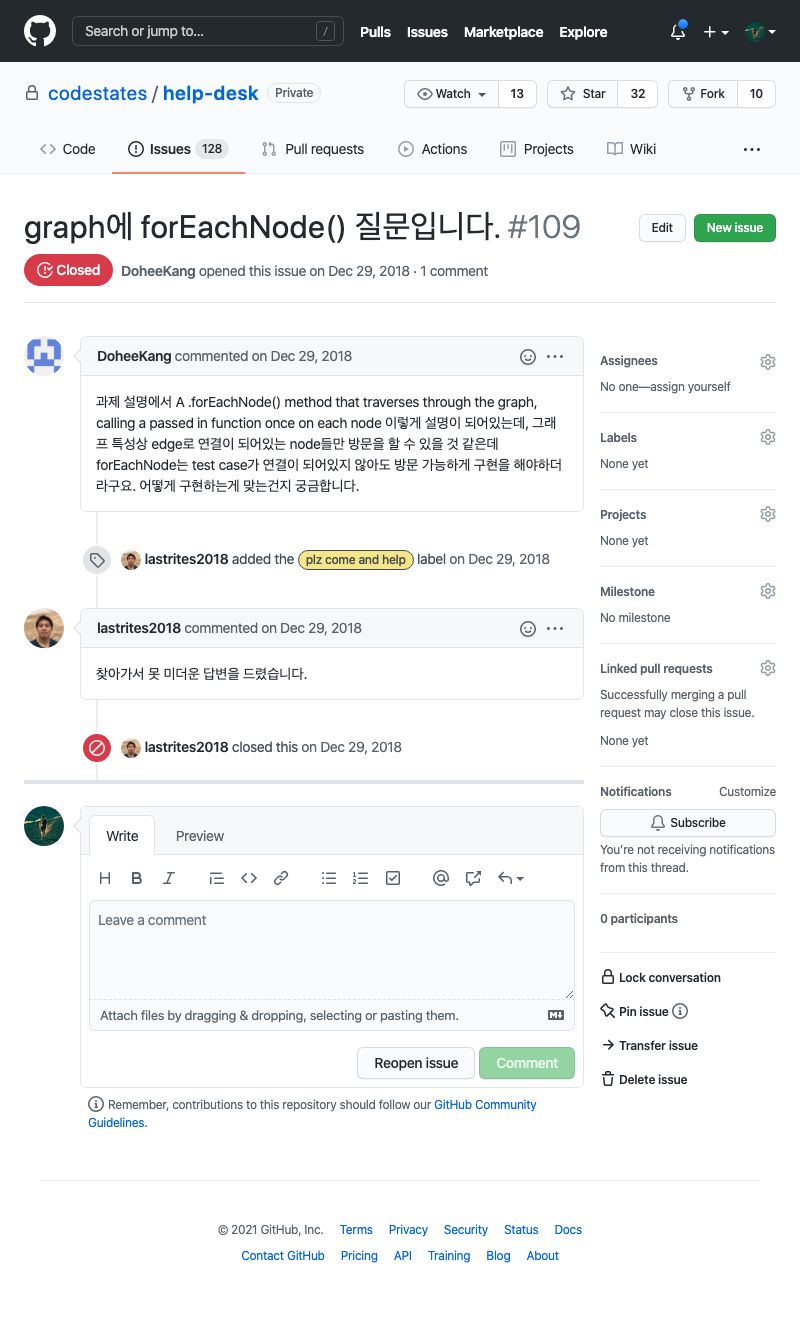 Search or jump to... /
Pulls Issues Marketplace Explore
codestates / help-desk Private
Watch 13 Star 32 Fork 10
Code Issues 128 Pull requests Actions Projects Wiki
graph에 forEachNode() 질문입니다. #109
Edit New issue
Closed DoheeKang opened this issue on Dec 29, 2018 · 1 comment
DoheeKang commented on Dec 29, 2018
과제 설명에서 A .forEachNode() method that traverses through the graph,
calling a passed in function once on each node 이렇게 설명이 되어있는데, 그래
프 특성상 edge로 연결이 되어있는 node들만 방문을 할 수 있을 것 같은데
forEachNode는 test case가 연결이 되어있지 않아도 방문 가능하게 구현을 해야하더
라구요. 어떻게 구현하는게 맞는건지 궁금합니다.
lastrites2018 added the plz come and help label on Dec 29, 2018
lastrites2018 commented on Dec 29, 2018
찾아가서 못 미더운 답변을 드렸습니다.
lastrites2018 closed this on Dec 29, 2018
Write Preview
H B I
Leave a comment
Attach files by dragging & dropping, selecting or pasting them.
Reopen issue Comment
Remember, contributions to this repository should follow our GitHub Community
Guidelines.
Assignees
No one—assign yourself
Labels
None yet
Projects
None yet
Milestone
No milestone
Linked pull requests
Successfully merging a pull
request may close this issue.
None yet
Notifications Customize
Subscribe
You're not receiving notifications
from this thread.
0 participants
Lock conversation
Pin issue
Transfer issue
Delete issue
© 2021 GitHub, Inc. Terms Privacy Security Status Docs
Contact GitHub Pricing API Training Blog About